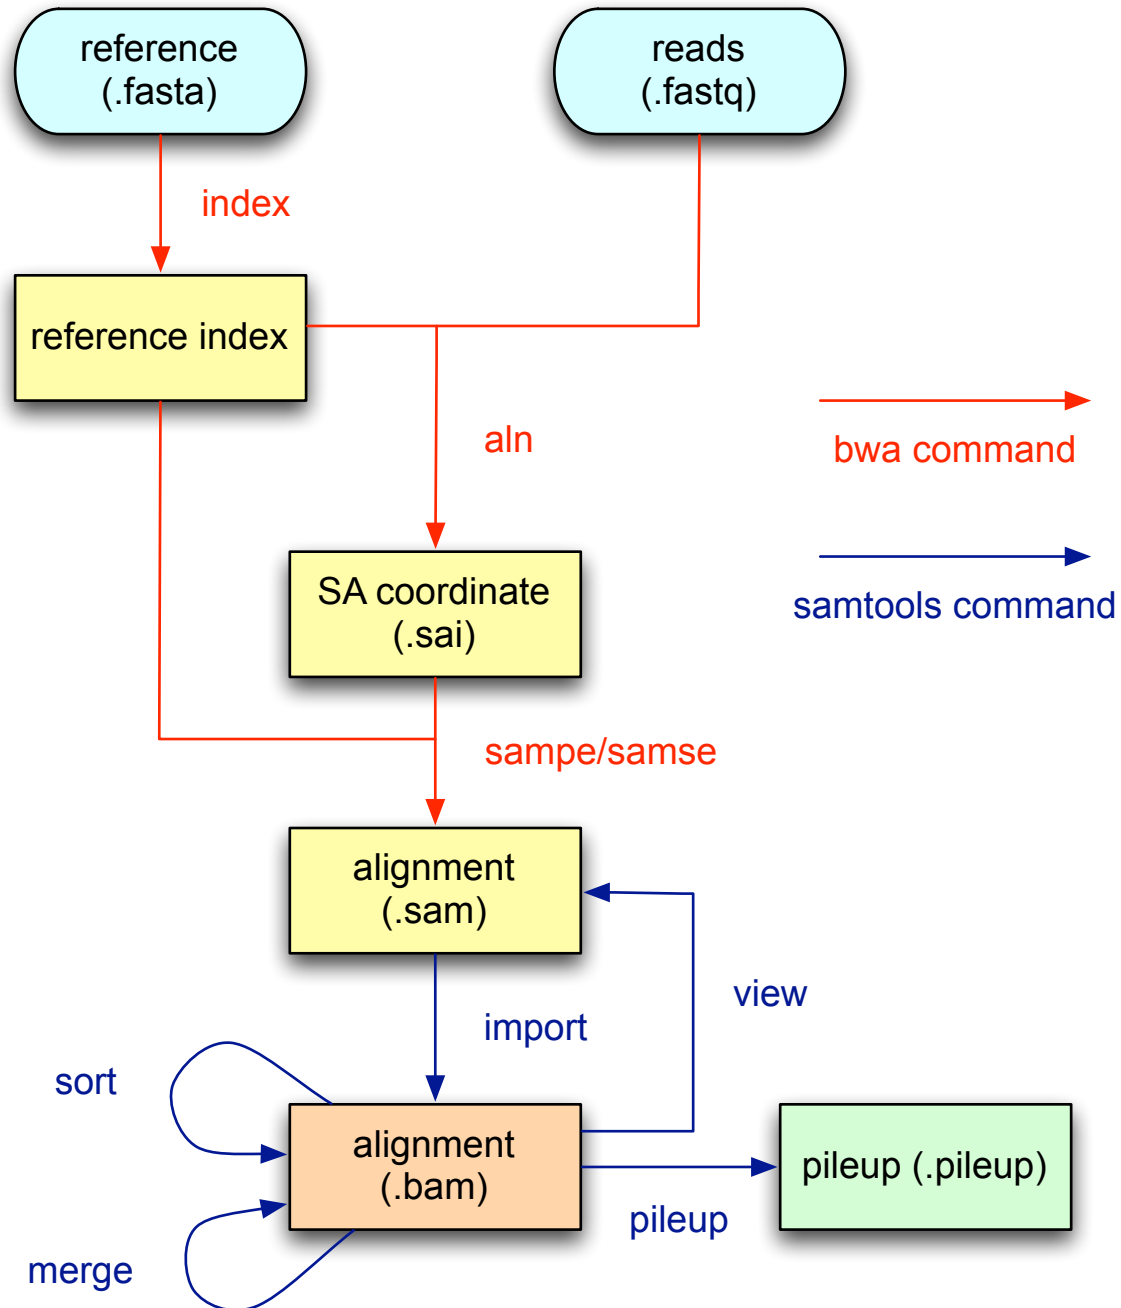 reference
(.fasta)
reads
(.fastq)
index
reference index
aln
bwa command
SA coordinate
(.sai)
samtools command
sampe/samse
alignment
(.sam)
view
import
sort
alignment
(.bam)
pileup (.pileup)
pileup
merge